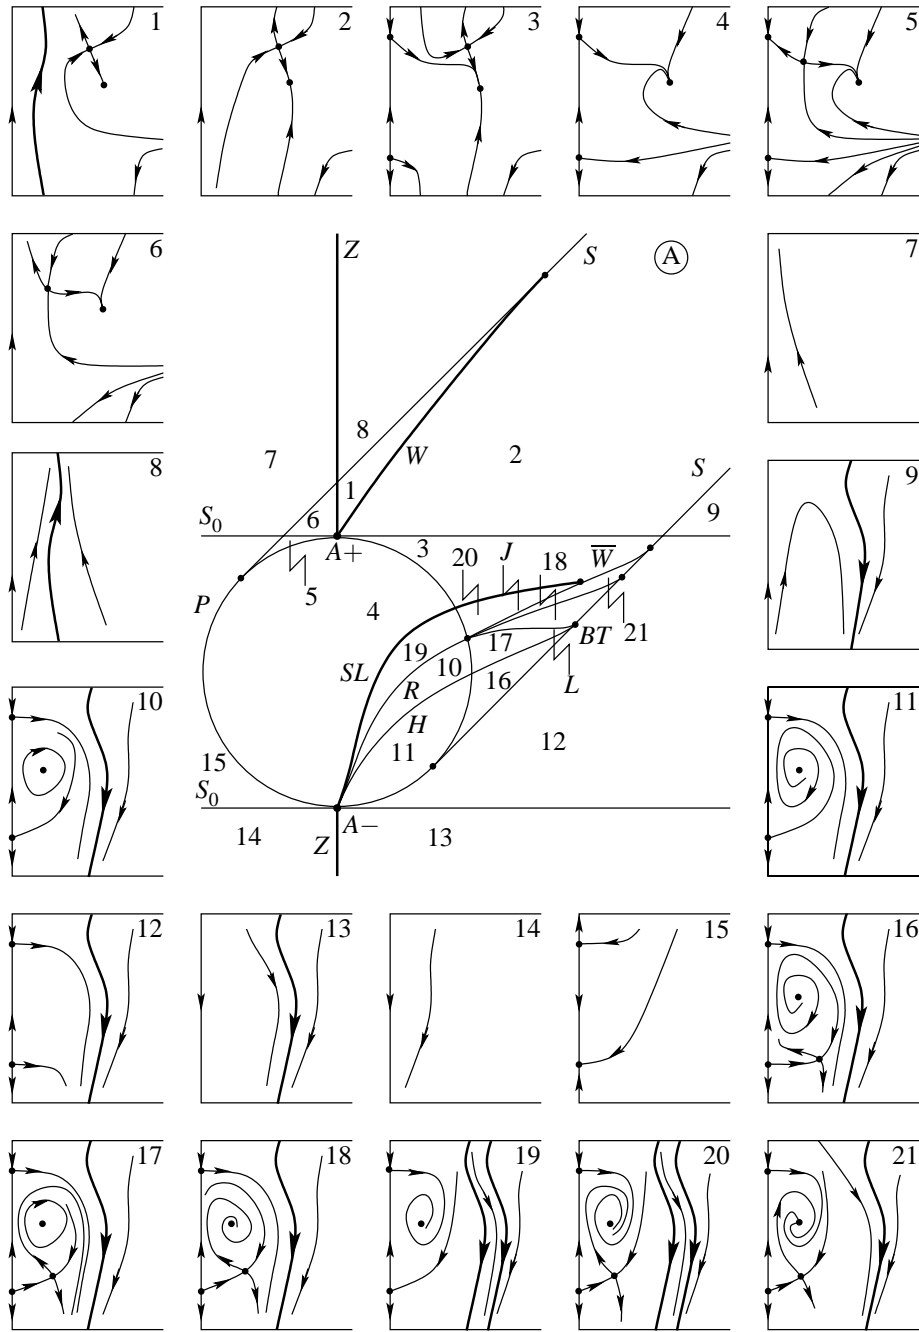 1 2 3 4 5
6 Z S A 7
8 8 W 2 S 9
7 1
S0 6 A+ 3 20 J 18 W̅ 9
P 5 4
SL 19 17 BT 21
10 R 10 16 L 11
H 11 12
15
S0 A−
14 Z 13
12 13 14 15 16
17 18 19 20 21